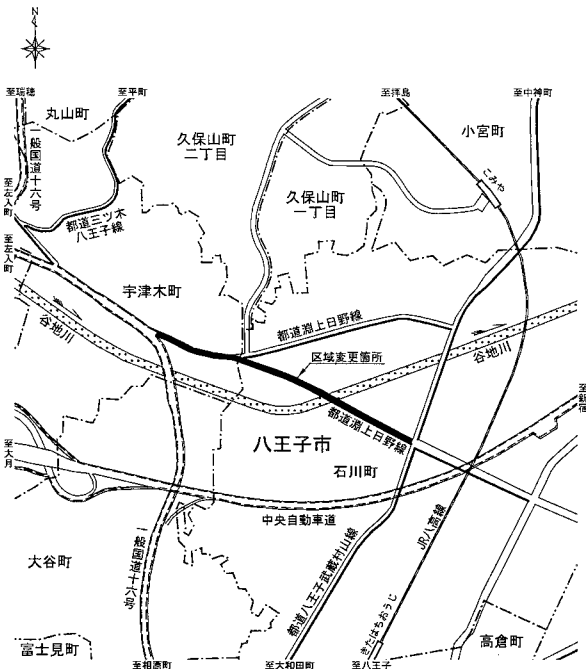 N
至瑞穂
至平町
至拝島
至中神町
丸山町
久保山町
二丁目
小宮町
一般国道十六号
久保山町
一丁目
こみや
至左入町
都道三ツ木
八王子線
至左入町
宇津木町
谷地川
都道淵上日野線
谷地川
区域変更箇所
至新宿
都道淵上日野線
八王子市
至大月
石川町
中央自動車道
大谷町
一般国道十六号
都道八王子武蔵村山線
JR八高線
きたはちおうじ
高倉町
富士見町
至相原町
至大和田町
至八王子